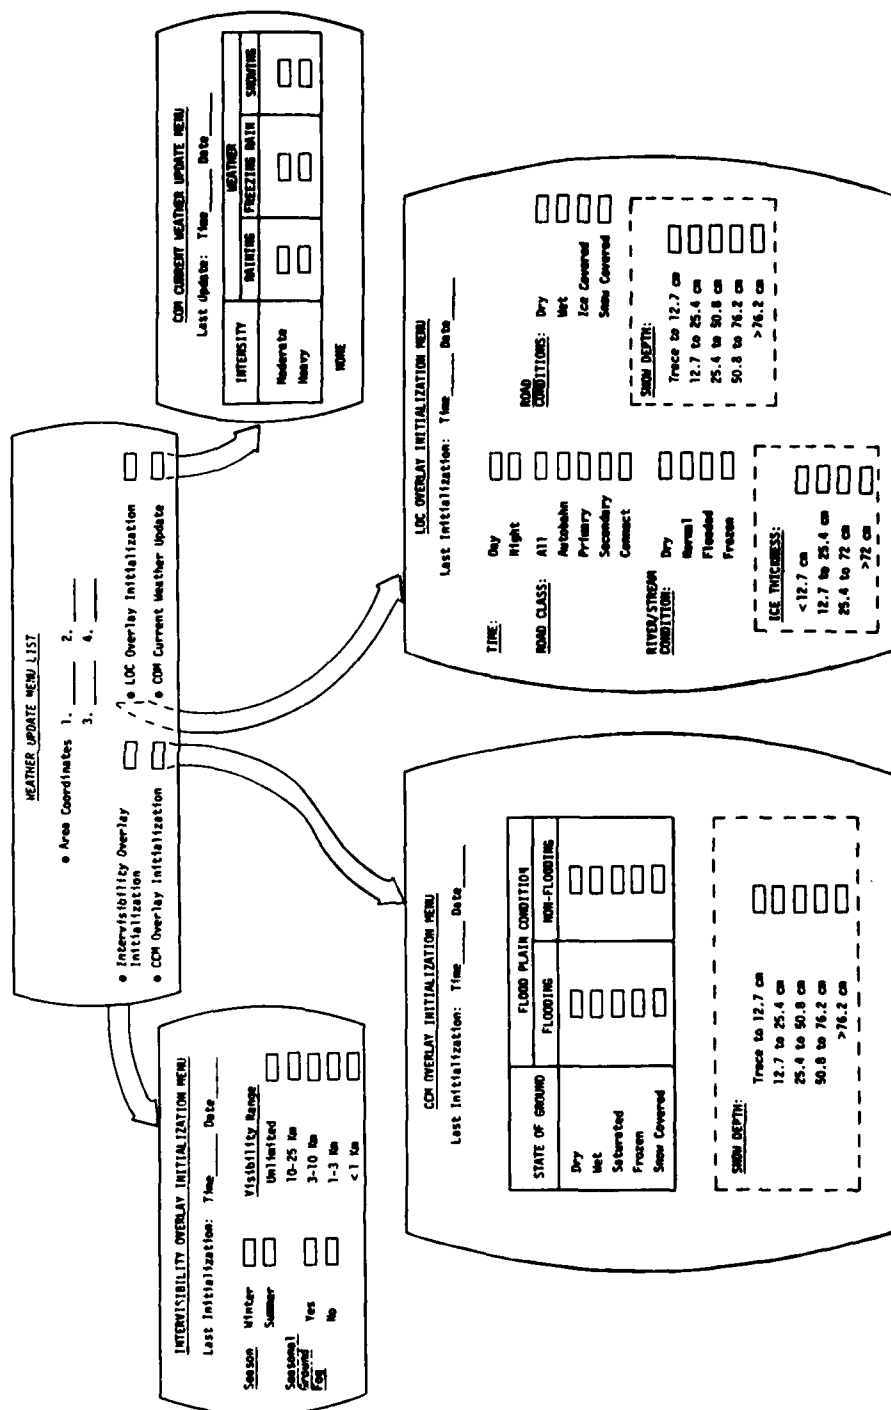 WEATHER UPDATE MENU LIST
● Area Coordinates 1. ______ 2. ______
3. ______ 4. ______
● Intervisibility Overlay
Initialization
● LOC Overlay Initialization
● CCM Overlay Initialization
● COM Current Weather Update
INTERVISIBILITY OVERLAY INITIALIZATION MENU
Last Initialization: Time____ Date____
Season Winter Visibility Range
Summer Unlimited
Seasonal 10-25 Km
Ground
Fog Yes 3-10 Km
No 1-3 Km
<1 Km
COM CURRENT WEATHER UPDATE MENU
Last Update: Time____ Date____
INTENSITY WEATHER
RAINING FREEZING RAIN SNOWING
Moderate
Heavy
NONE
CCM OVERLAY INITIALIZATION MENU
Last Initialization: Time____ Date____
STATE OF GROUND FLOOD PLAIN CONDITION
FLOODING NON-FLOODING
Dry
Wet
Saturated
Frozen
Snow Covered
SNOW DEPTH:
Trace to 12.7 cm
12.7 to 25.4 cm
25.4 to 50.8 cm
50.8 to 76.2 cm
>76.2 cm
LOC OVERLAY INITIALIZATION MENU
Last Initialization: Time____ Date____
TIME: Day
Night
ROAD CLASS: All
Autobahn
Primary
Secondary
Connect
RIVER/STREAM
CONDITION: Dry
Normal
Flooded
Frozen
ICE THICKNESS:
<12.7 cm
12.7 to 25.4 cm
25.4 to 72 cm
>72 cm
ROAD
CONDITIONS: Dry
Wet
Ice Covered
Snow Covered
SNOW DEPTH:
Trace to 12.7 cm
12.7 to 25.4 cm
25.4 to 50.8 cm
50.8 to 76.2 cm
>76.2 cm